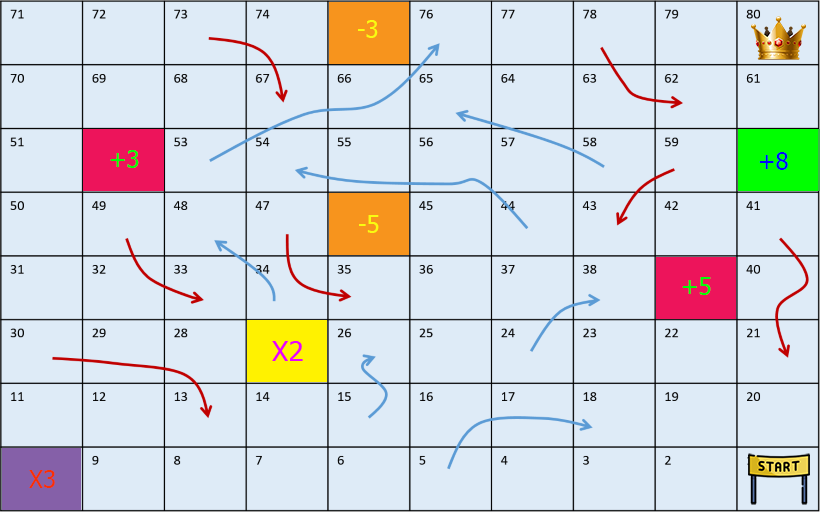 71 72 73 74 -3 76 77 78 79 80
70 69 68 67 66 65 64 63 62 61
51 +3 53 54 55 56 57 58 59 +8
50 49 48 47 -5 45 44 43 42 41
31 32 33 34 35 36 37 38 +5 40
30 29 28 X2 26 25 24 23 22 21
11 12 13 14 15 16 17 18 19 20
X3 9 8 7 6 5 4 3 2 START